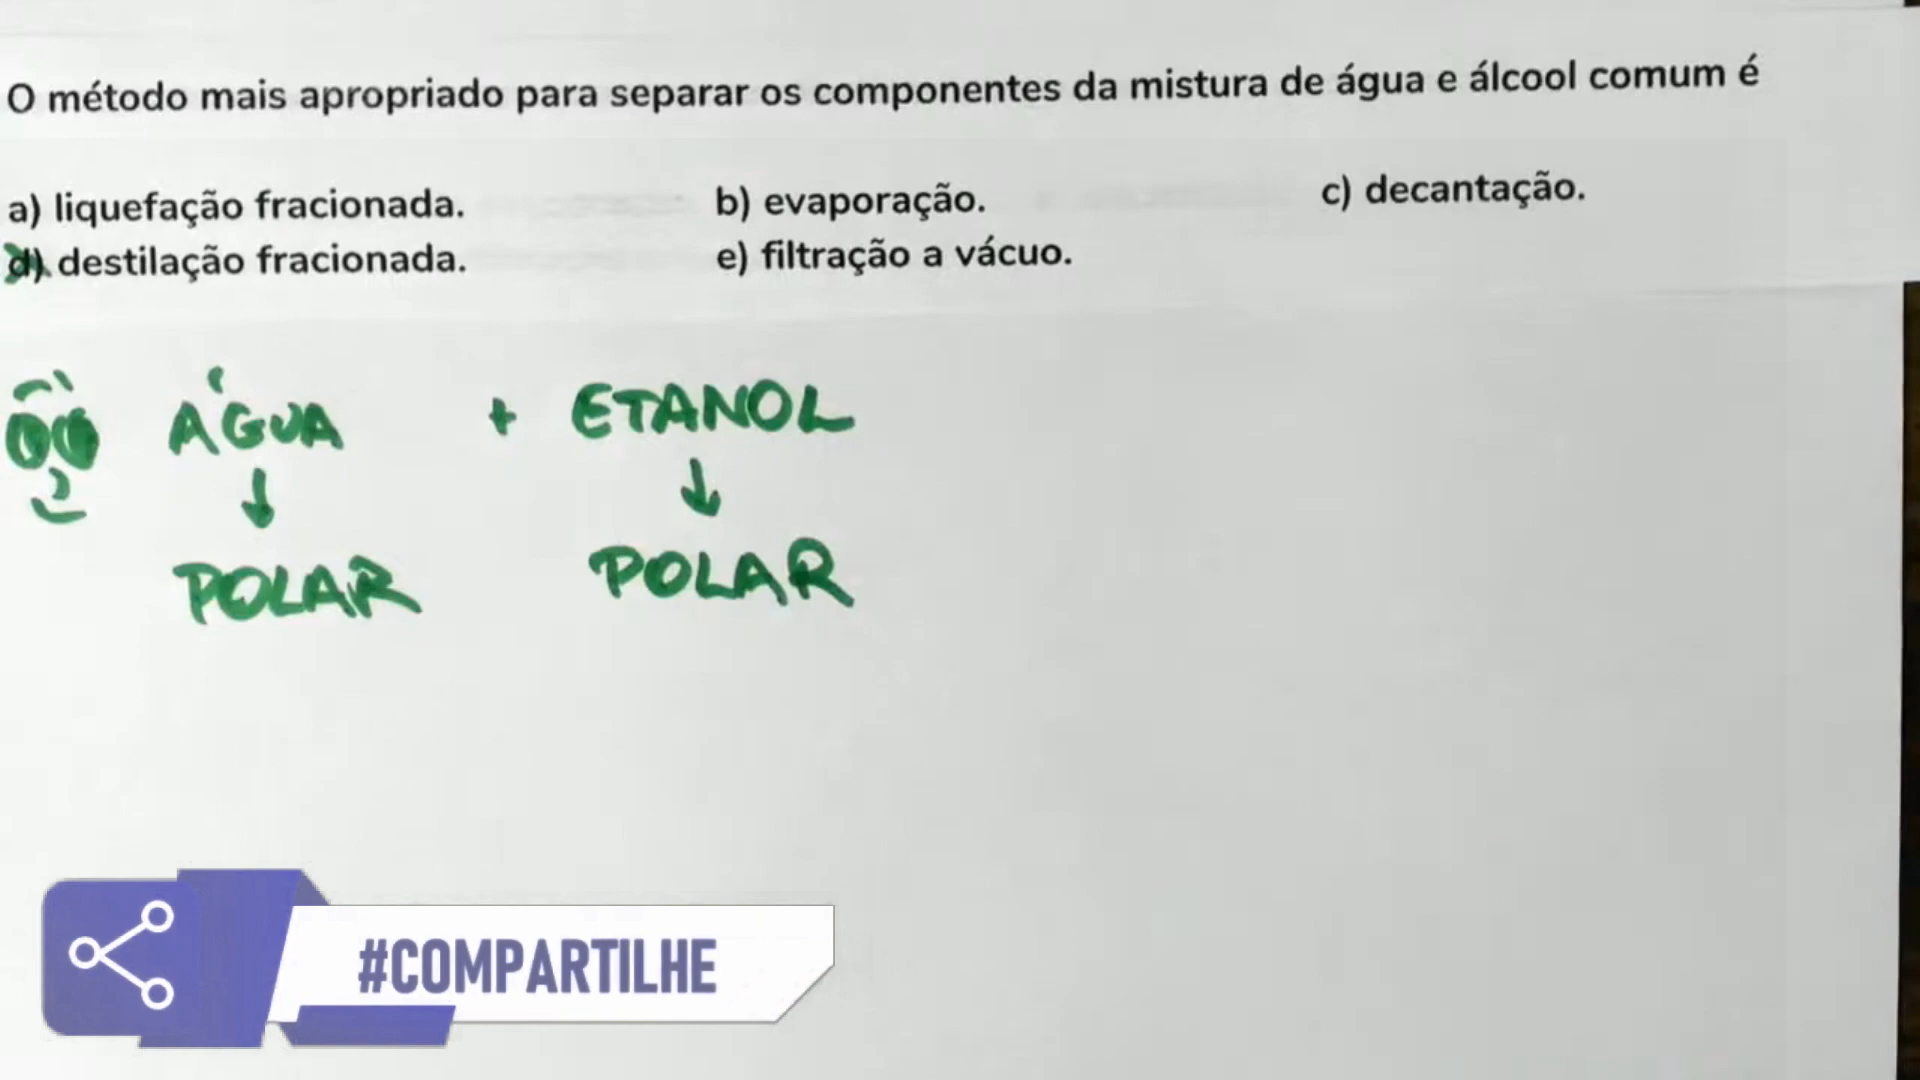 O método mais apropriado para separar os componentes da mistura de água e álcool comum é
a) liquefação fracionada. b) evaporação. c) decantação.
d) destilação fracionada. e) filtração a vácuo.
ÁGUA + ETANOL
POLAR POLAR
#COMPARTILHE